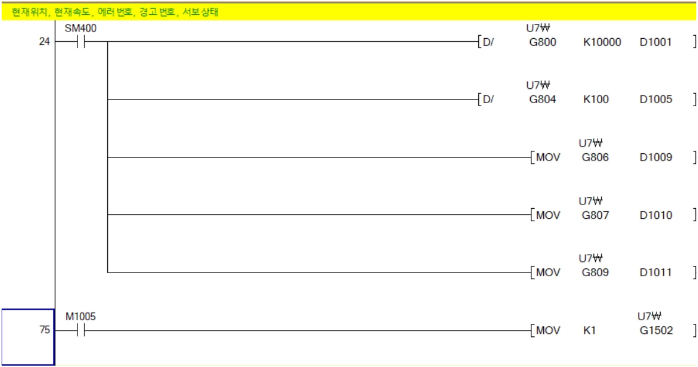 현재위치, 현재속도, 에러번호, 경고번호, 서보상태
SM400
U7₩
24 [D/ G800 K10000 D1001 ]
U7₩
[D/ G804 K100 D1005 ]
U7₩
[MOV G806 D1009 ]
U7₩
[MOV G807 D1010 ]
U7₩
[MOV G809 D1011 ]
M1005 U7₩
75 [MOV K1 G1502 ]